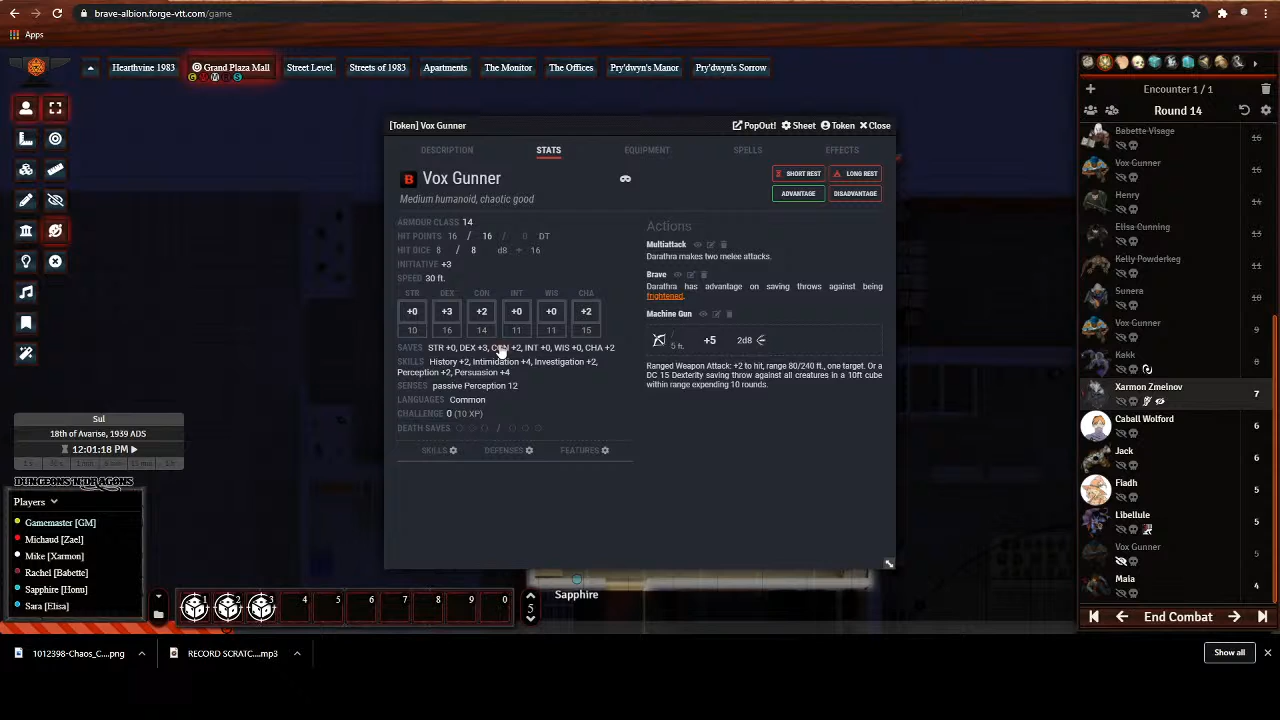 brave-albion.forge-vtt.com/game
Apps
Hearthvine 1983
Grand Plaza Mall
Street Level
Streets of 1983
Apartments
The Monitor
The Offices
Pry'dwyn's Manor
Pry'dwyn's Sorrow
[Token] Vox Gunner
PopOut!
Sheet
Token
Close
DESCRIPTION
STATS
EQUIPMENT
SPELLS
EFFECTS
B
Vox Gunner
Medium humanoid, chaotic good
SHORT REST
LONG REST
ADVANTAGE
DISADVANTAGE
ARMOUR CLASS 14
HIT POINTS 16 / 16 / 0 DT
HIT DICE 8 / 8 d8 + 16
INITIATIVE +3
SPEED 30 ft.
STR DEX CON INT WIS CHA
+0 +3 +2 +0 +0 +2
10 16 14 11 11 15
SAVES STR +0, DEX +3, CON +2, INT +0, WIS +0, CHA +2
SKILLS History +2, Intimidation +4, Investigation +2,
Perception +2, Persuasion +4
SENSES passive Perception 12
LANGUAGES Common
CHALLENGE 0 (10 XP)
DEATH SAVES /
SKILLS
DEFENSES
FEATURES
Actions
Multiattack
Darathra makes two melee attacks.
Brave
Darathra has advantage on saving throws against being
frightened.
Machine Gun
/
5 ft. +5 2d8
Ranged Weapon Attack: +2 to hit, range 80/240 ft., one target. Or a
DC 15 Dexterity saving throw against all creatures in a 10ft cube
within range expending 10 rounds.
Encounter 1 / 1
Round 14
Babette Visage 16
Vox Gunner 16
Henry
Elisa Cunning 13
Kelly Powderkeg
Sunera
Vox Gunner
Kakk 8
Xarmon Zmeinov 7
Caball Wolford 6
Jack 6
Fiadh 5
Libellule 5
Vox Gunner 5
Maia 4
End Combat
Sul
18th of Avarise, 1939 ADS
12:01:18 PM
DUNGEONS 'N' DRAGONS
Players
Gamemaster [GM]
Michaud [Zael]
Mike [Xarmon]
Rachel [Babette]
Sapphire [Honu]
Sara [Elisa]
1 2 3 4 5 6 7 8 9 0
5
Sapphire
1012398-Chaos_C....png
RECORD SCRATC....mp3
Show all